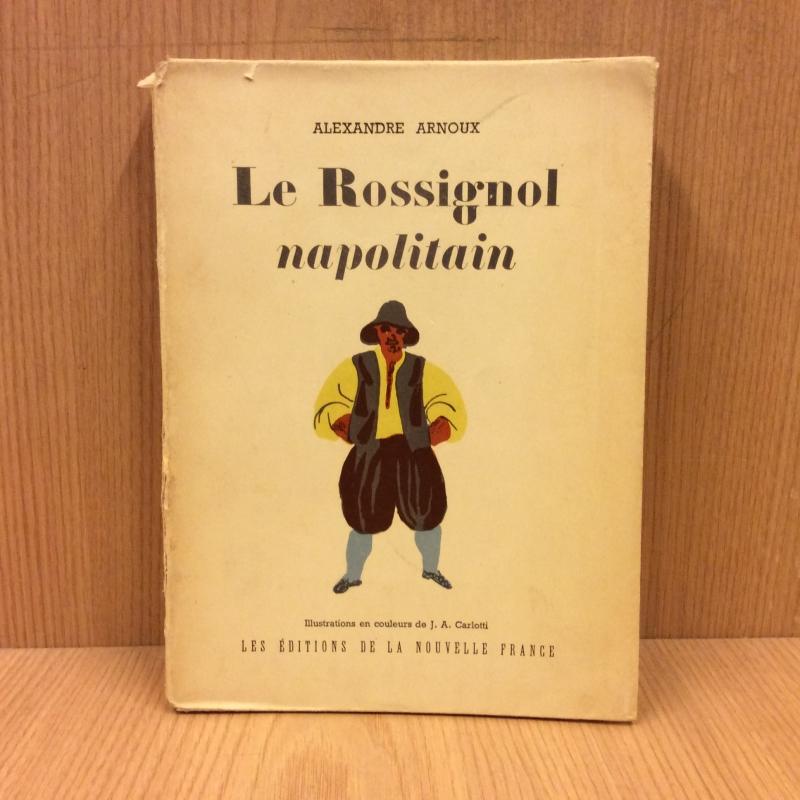 ALEXANDRE ARNOUX
Le Rossignol
napolitain
Illustrations en couleurs de J. A. Carlotti
LES ÉDITIONS DE LA NOUVELLE FRANCE